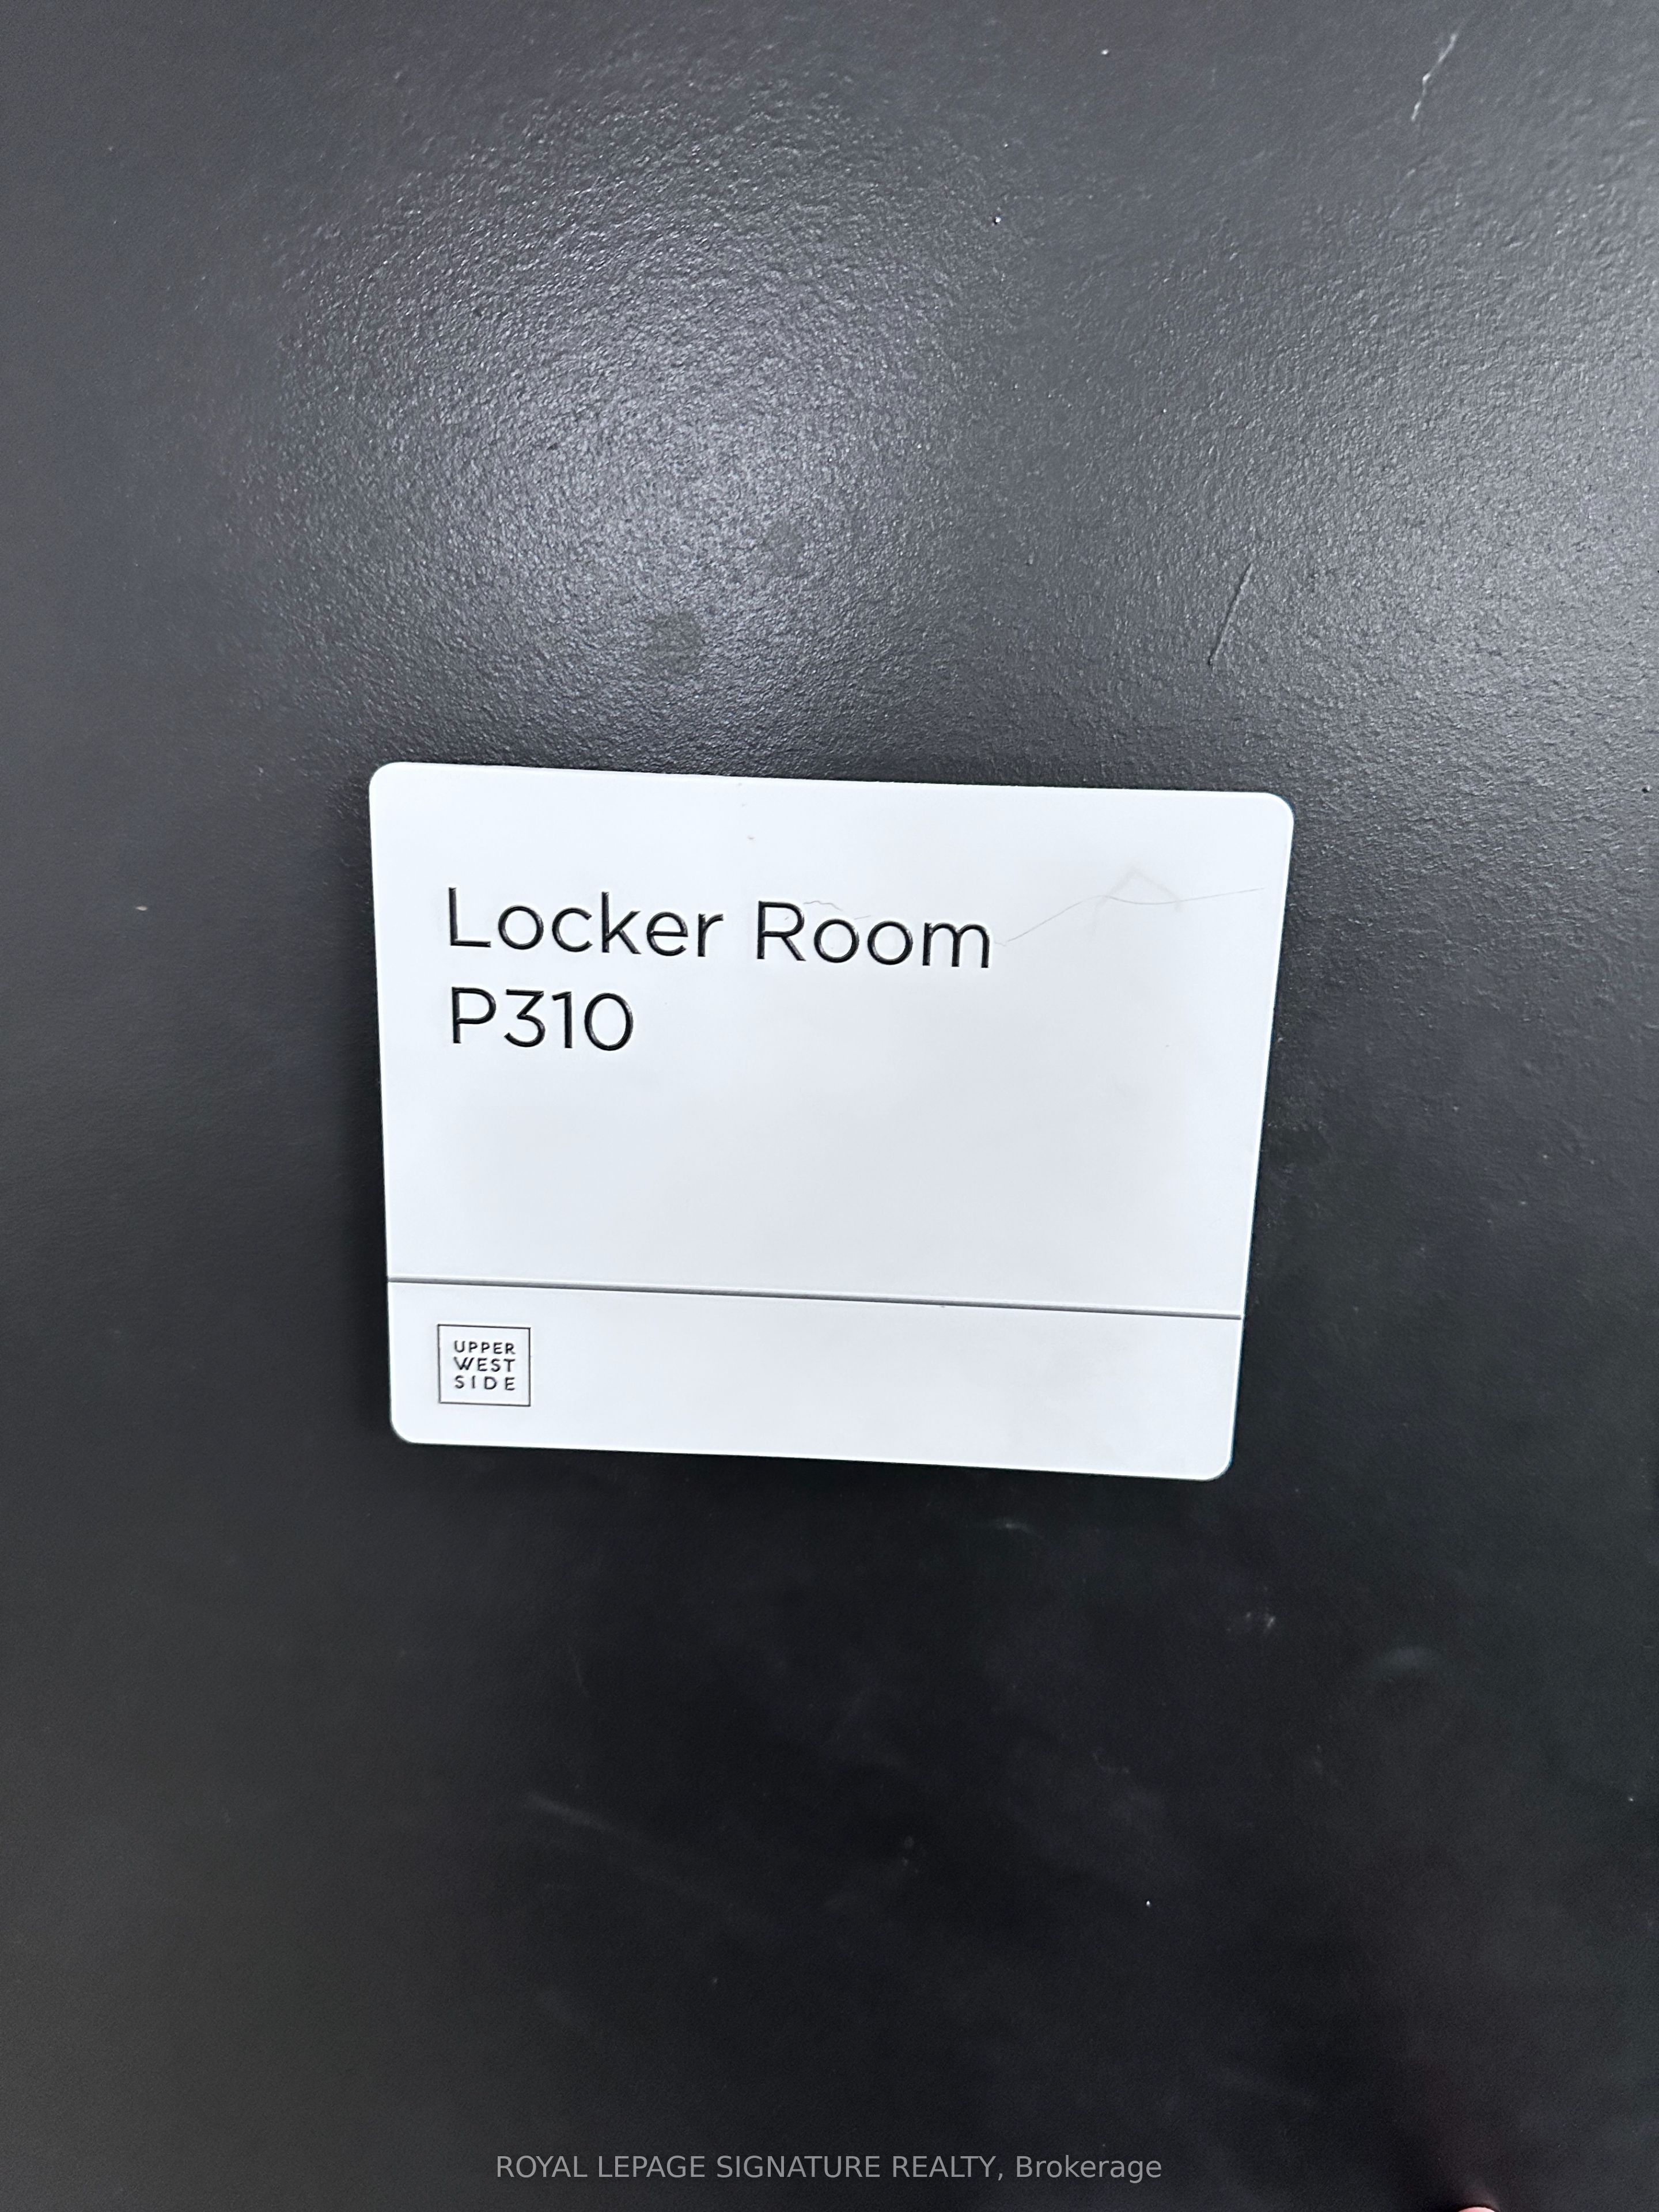 Locker Room
P310
UPPER
WEST
SIDE
ROYAL LEPAGE SIGNATURE REALTY, Brokerage